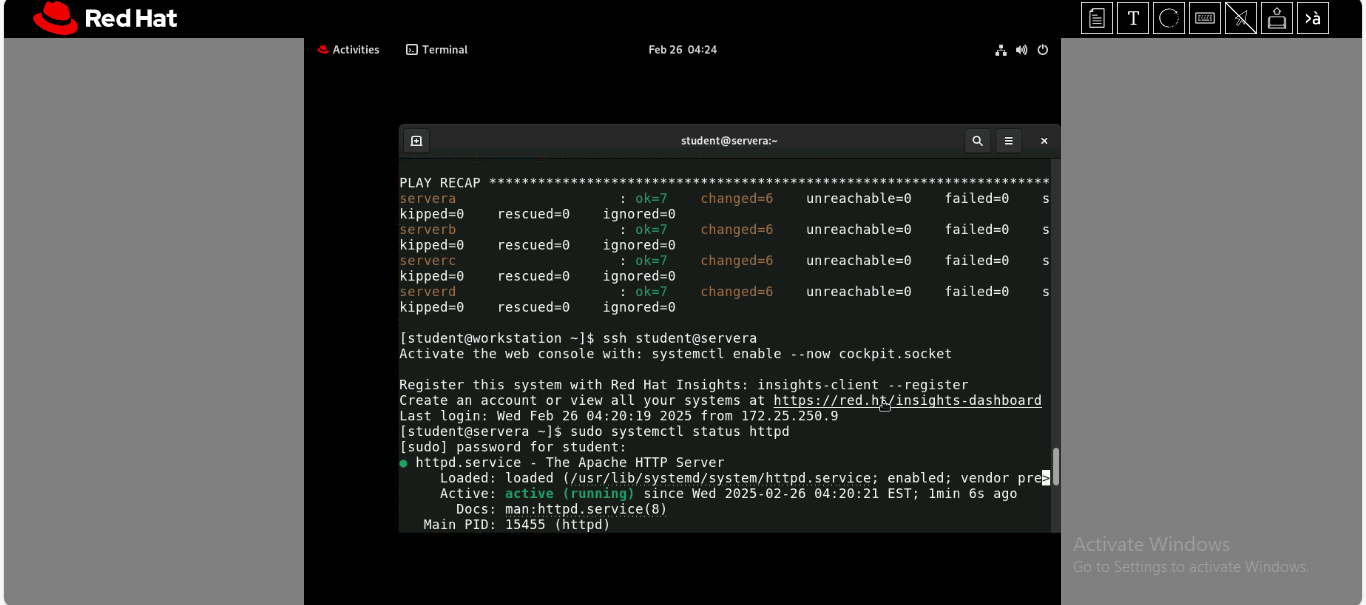 Red Hat
T
>à
Activities Terminal Feb 26 04:24
student@servera:~
PLAY RECAP *********************************************************************
servera : ok=7 changed=6 unreachable=0 failed=0 s
kipped=0 rescued=0 ignored=0
serverb : ok=7 changed=6 unreachable=0 failed=0 s
kipped=0 rescued=0 ignored=0
serverc : ok=7 changed=6 unreachable=0 failed=0 s
kipped=0 rescued=0 ignored=0
serverd : ok=7 changed=6 unreachable=0 failed=0 s
kipped=0 rescued=0 ignored=0
[student@workstation ~]$ ssh student@servera
Activate the web console with: systemctl enable --now cockpit.socket
Register this system with Red Hat Insights: insights-client --register
Create an account or view all your systems at https://red.ht/insights-dashboard
Last login: Wed Feb 26 04:20:19 2025 from 172.25.250.9
[student@servera ~]$ sudo systemctl status httpd
[sudo] password for student:
● httpd.service - The Apache HTTP Server
Loaded: loaded (/usr/lib/systemd/system/httpd.service; enabled; vendor pre>
Active: active (running) since Wed 2025-02-26 04:20:21 EST; 1min 6s ago
Docs: man:httpd.service(8)
Main PID: 15455 (httpd)
Activate Windows
Go to Settings to activate Windows.